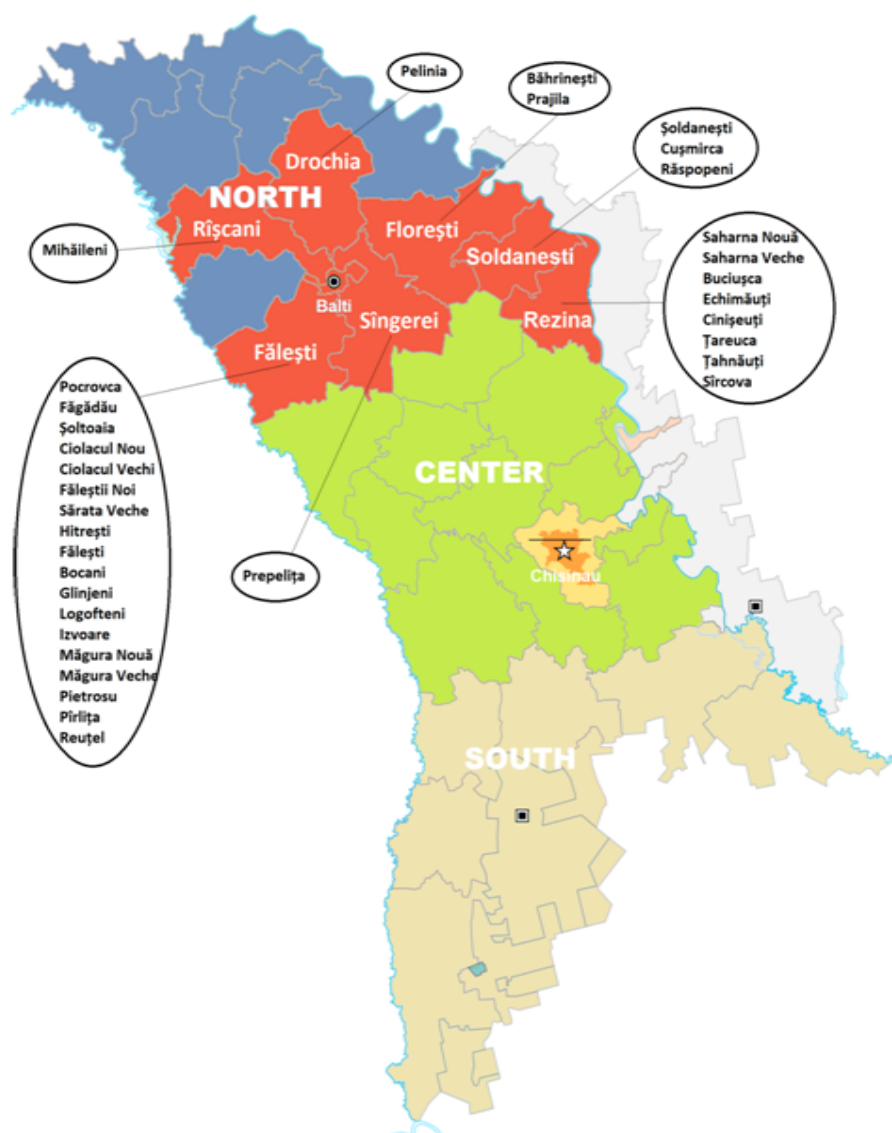 Pelinia
Băhrinești
Prajila
Șoldanești
Cușmirca
Răspopeni
Drochia
NORTH
Rîșcani
Florești
Soldanești
Mihăileni
Saharna Nouă
Saharna Veche
Buciușca
Echimăuți
Cinișeuți
Țareuca
Țahnăuți
Sîrcova
Balti
Sîngerei
Rezina
Fălești
Pocrovca
Făgădău
Șoltoaia
Ciolacul Nou
Ciolacul Vechi
Făleștii Noi
Sărata Veche
Hitrești
Fălești
Bocani
Glinjeni
Logofteni
Izvoare
Măgura Nouă
Măgura Veche
Pietrosu
Pîrlița
Reuțel
CENTER
Prepelița
Chisinau
SOUTH